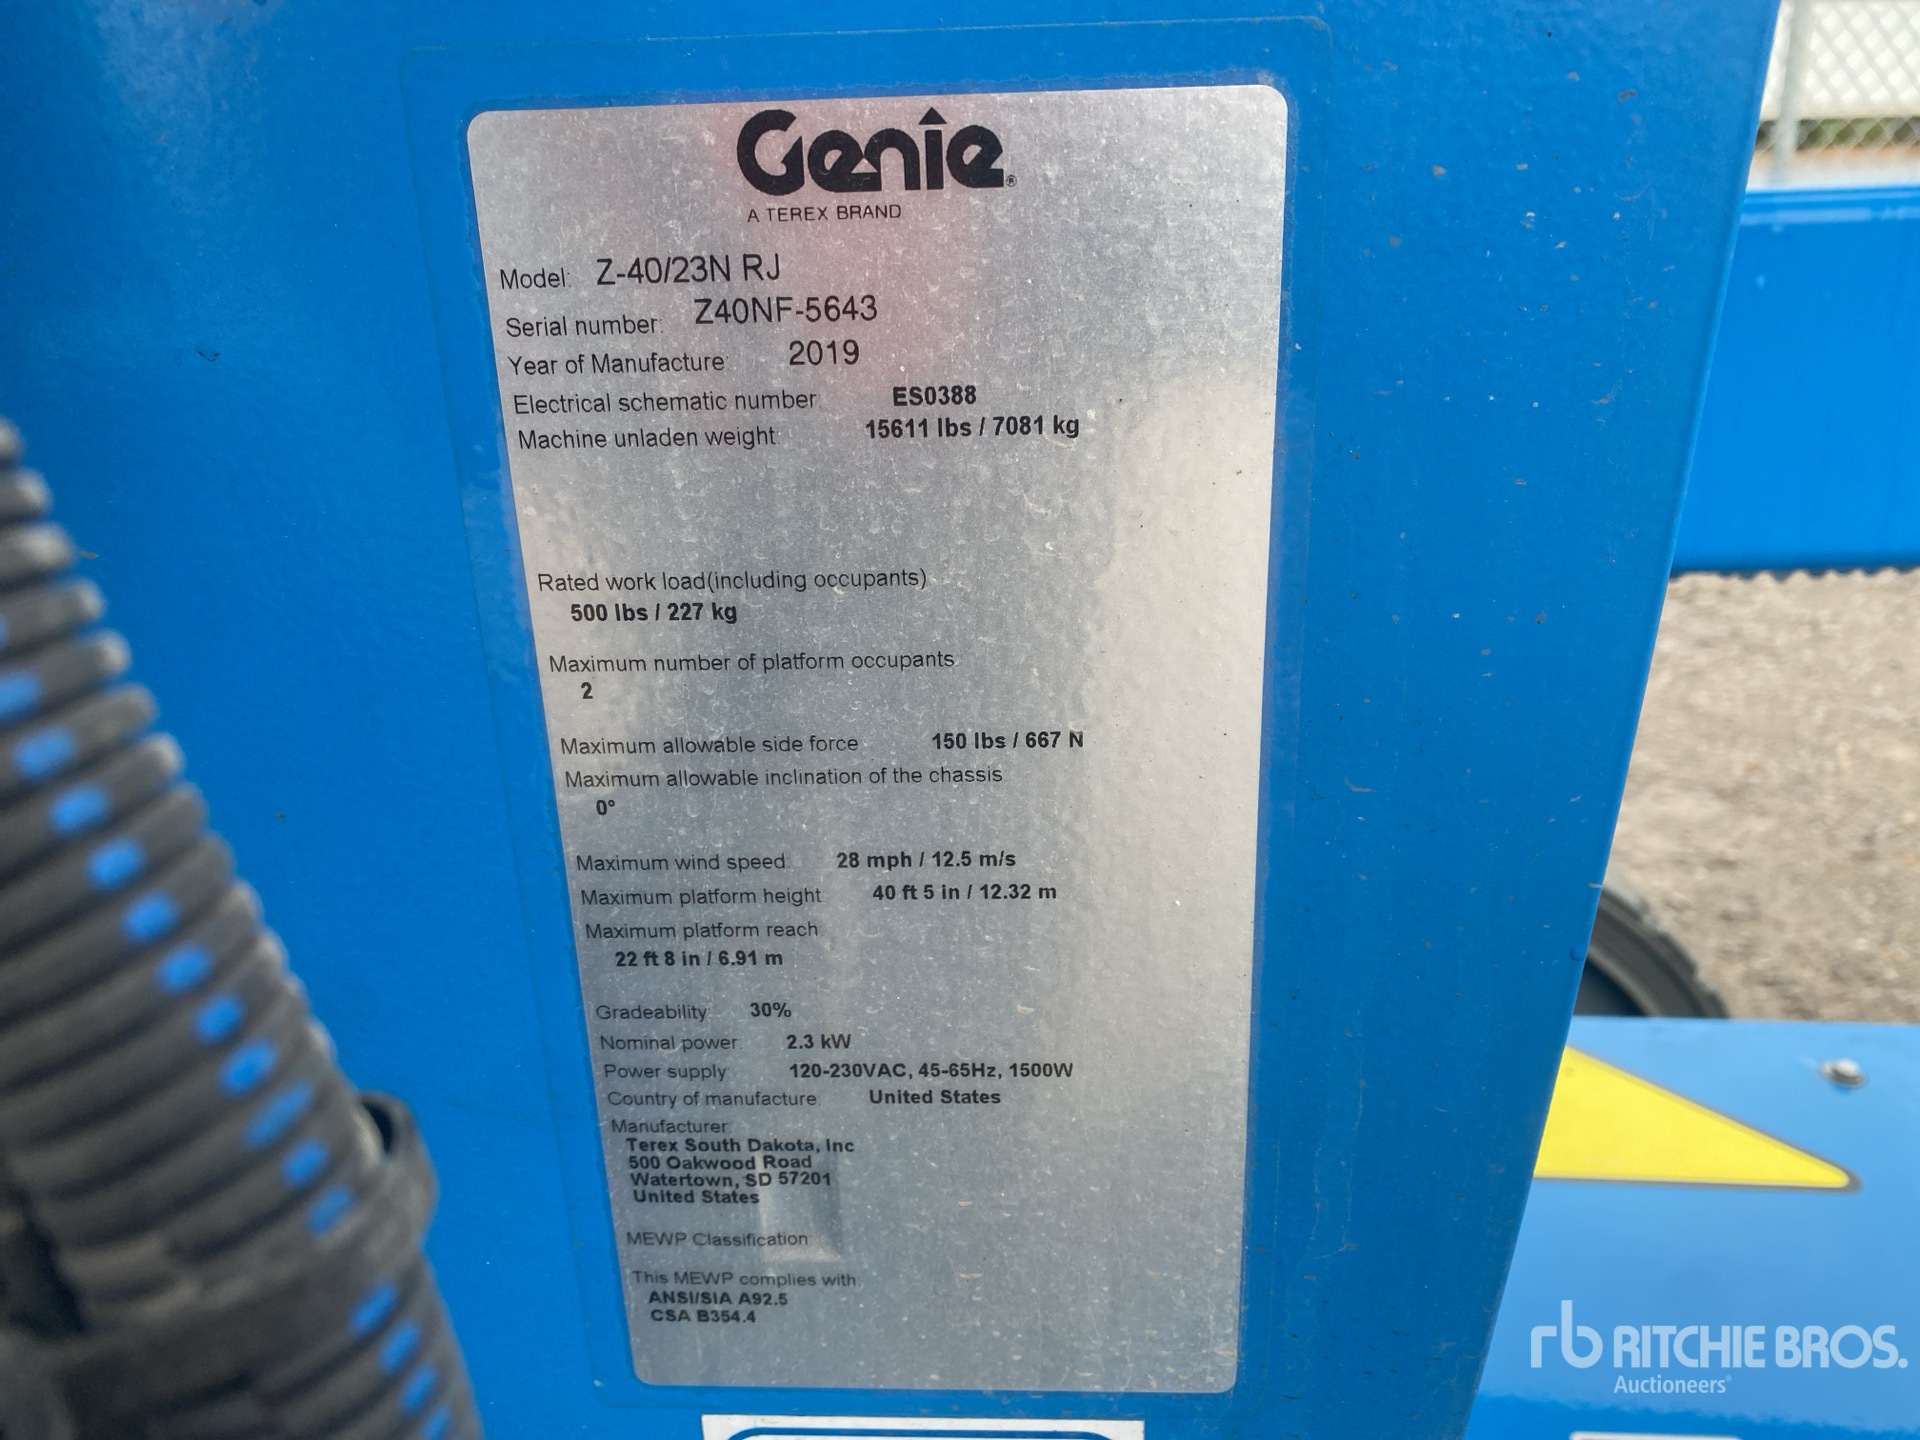 Genie®
A TEREX BRAND
Model: Z-40/23N RJ
Serial number: Z40NF-5643
Year of Manufacture: 2019
Electrical schematic number: ES0388
Machine unladen weight: 15611 lbs / 7081 kg
Rated work load(including occupants)
500 lbs / 227 kg
Maximum number of platform occupants
2
Maximum allowable side force 150 lbs / 667 N
Maximum allowable inclination of the chassis
0°
Maximum wind speed: 28 mph / 12.5 m/s
Maximum platform height: 40 ft 5 in / 12.32 m
Maximum platform reach:
22 ft 8 in / 6.91 m
Gradeability: 30%
Nominal power: 2.3 kW
Power supply: 120-230VAC, 45-65Hz, 1500W
Country of manufacture: United States
Manufacturer:
Terex South Dakota, Inc
500 Oakwood Road
Watertown, SD 57201
United States
MEWP Classification:
This MEWP complies with:
ANSI/SIA A92.5
CSA B354.4
rb RITCHIE BROS.
Auctioneers